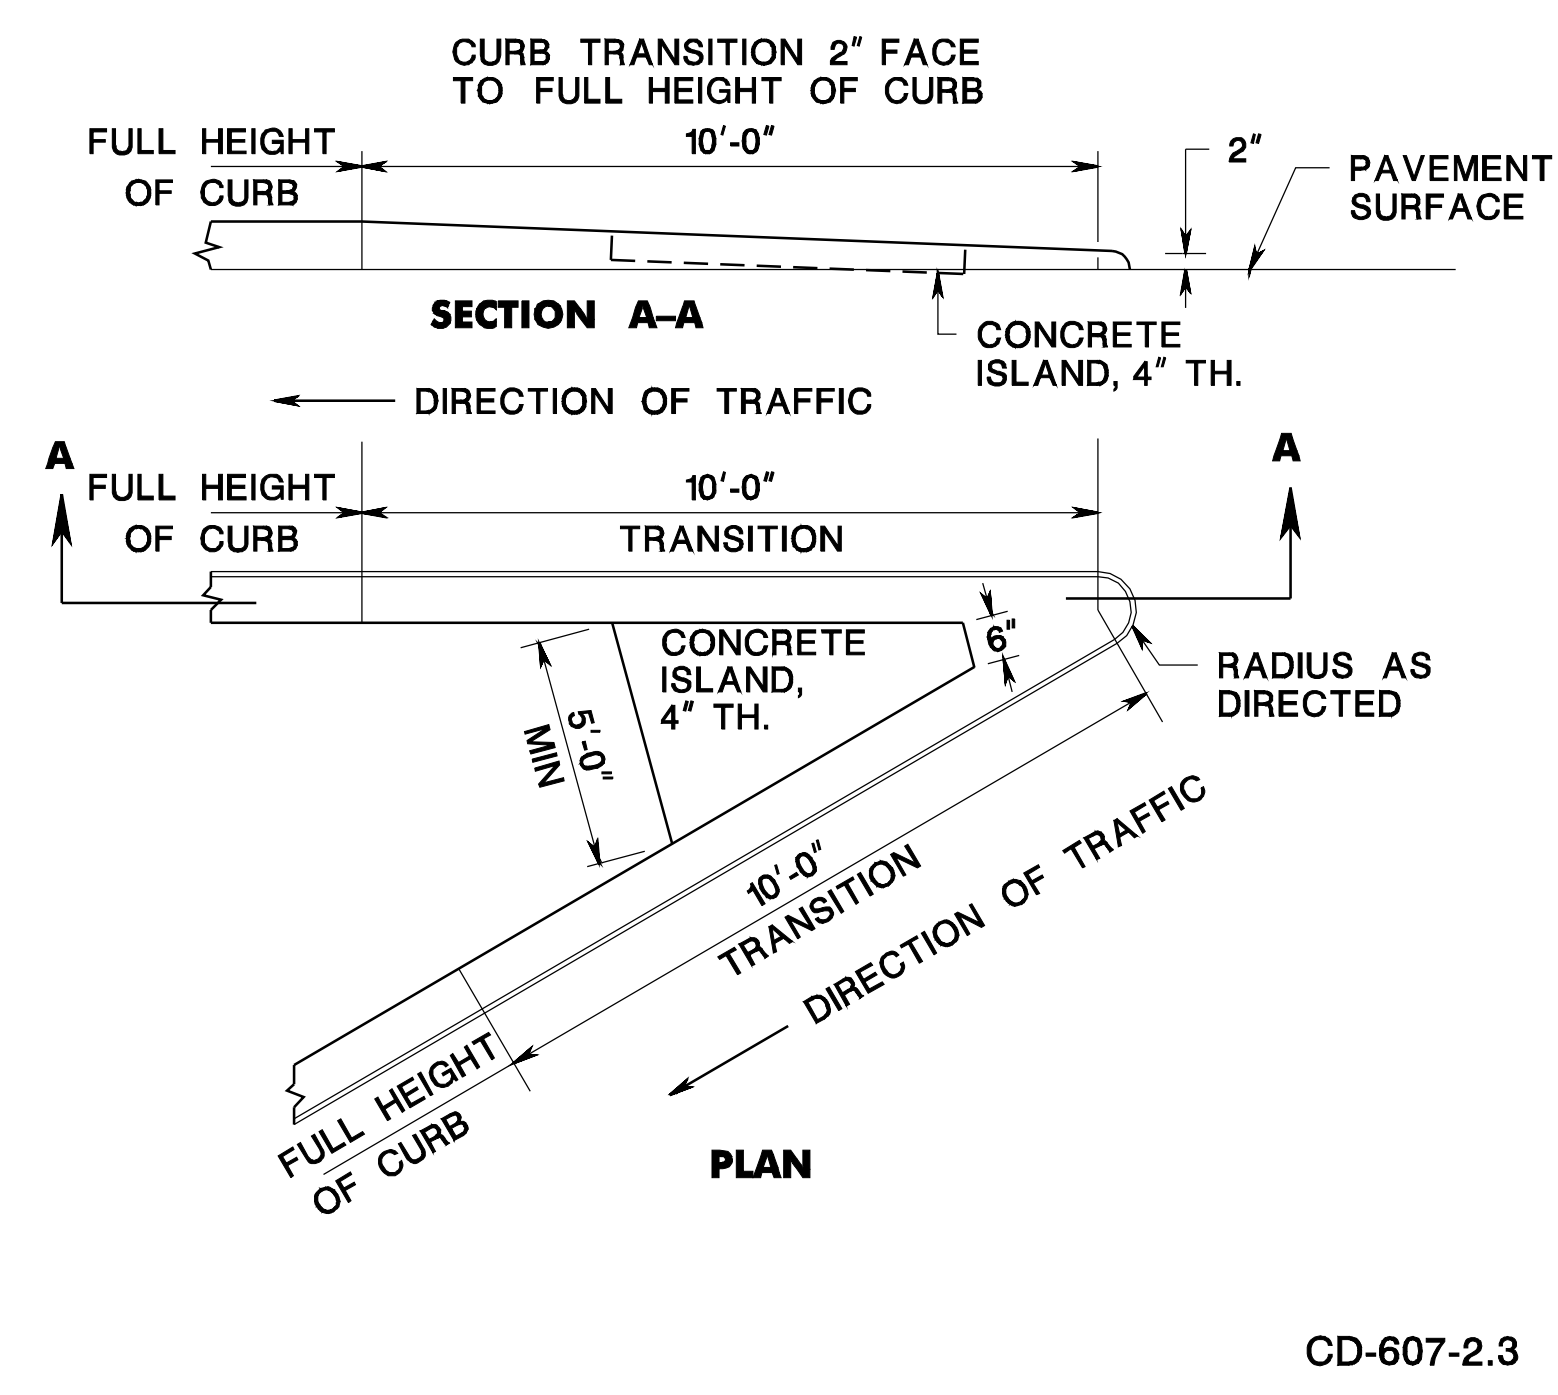 CURB TRANSITION 2" FACE
TO FULL HEIGHT OF CURB
FULL HEIGHT
OF CURB
10'-0"
2"
PAVEMENT
SURFACE
SECTION A–A
CONCRETE
ISLAND, 4" TH.
DIRECTION OF TRAFFIC
A
A
FULL HEIGHT
OF CURB
10'-0"
TRANSITION
CONCRETE
ISLAND,
4" TH.
6"
RADIUS AS
DIRECTED
5'-0"
MIN
10'-0"
TRANSITION
DIRECTION OF TRAFFIC
FULL HEIGHT
OF CURB
PLAN
CD-607-2.3